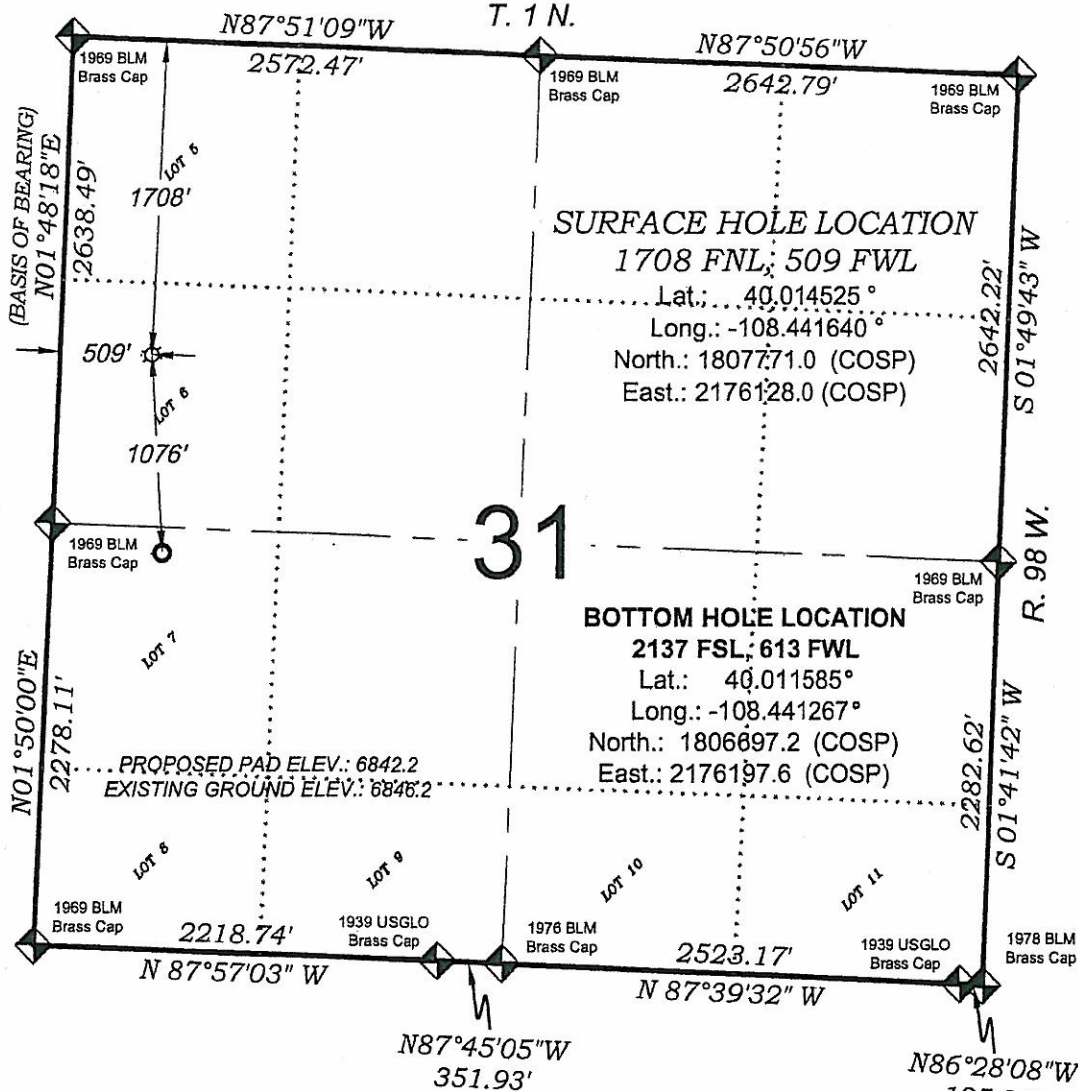 T. 1 N.
N87°51'09"W
2572.47'
N87°50'56"W
2642.79'
1969 BLM
Brass Cap
1969 BLM
Brass Cap
1969 BLM
Brass Cap
(BASIS OF BEARING)
N01°48'18"E
2638.49'
LOT 5
1708'
SURFACE HOLE LOCATION
1708 FNL, 509 FWL
Lat.: 40.014525 °
Long.: -108.441640 °
North.: 1807771.0 (COSP)
East.: 2176128.0 (COSP)
2642.22'
S 01°49'43" W
509'
LOT 6
1076'
31
1969 BLM
Brass Cap
1969 BLM
Brass Cap
R. 98 W.
BOTTOM HOLE LOCATION
2137 FSL, 613 FWL
Lat.: 40.011585°
Long.: -108.441267°
North.: 1806697.2 (COSP)
East.: 2176197.6 (COSP)
LOT 7
N01°50'00"E
2278.11'
PROPOSED PAD ELEV.: 6842.2
EXISTING GROUND ELEV.: 6846.2
2282.62'
S 01°41'42" W
LOT 8
LOT 9
LOT 10
LOT 11
1969 BLM
Brass Cap
2218.74'
N 87°57'03" W
1939 USGLO
Brass Cap
1976 BLM
Brass Cap
2523.17'
N 87°39'32" W
1939 USGLO
Brass Cap
1978 BLM
Brass Cap
N87°45'05"W
351.93'
N86°28'08"W